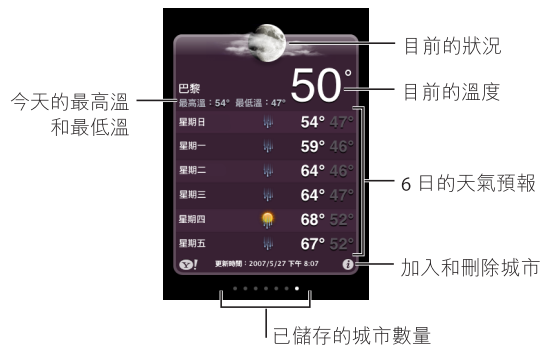 目前的狀況
50°
巴黎
最高溫：54° 最低溫：47°
目前的溫度
今天的最高溫
和最低溫
星期日 54° 47°
星期一 59° 46°
星期二 64° 46°
星期三 64° 47°
星期四 68° 52°
星期五 67° 52°
6 日的天氣預報
Y! 更新時間：2007/5/27 下午 8:07 i
加入和刪除城市
已儲存的城市數量